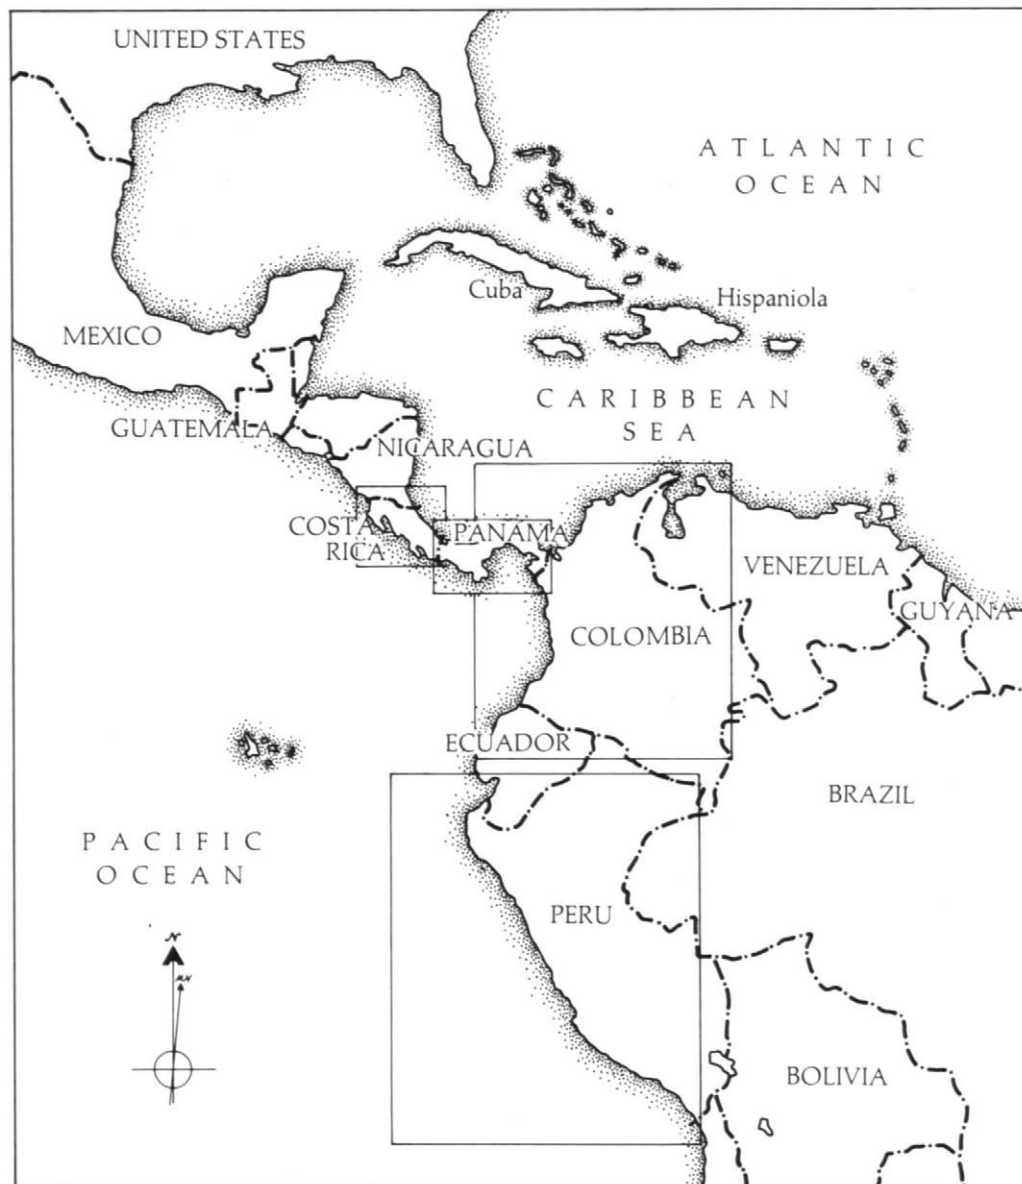 UNITED STATES
ATLANTIC
OCEAN
Cuba
Hispaniola
MEXICO
CARIBBEAN
SEA
GUATEMALA
NICARAGUA
COSTA
RICA
PANAMA
VENEZUELA
GUYANA
COLOMBIA
ECUADOR
BRAZIL
PACIFIC
OCEAN
PERU
N
MN
BOLIVIA